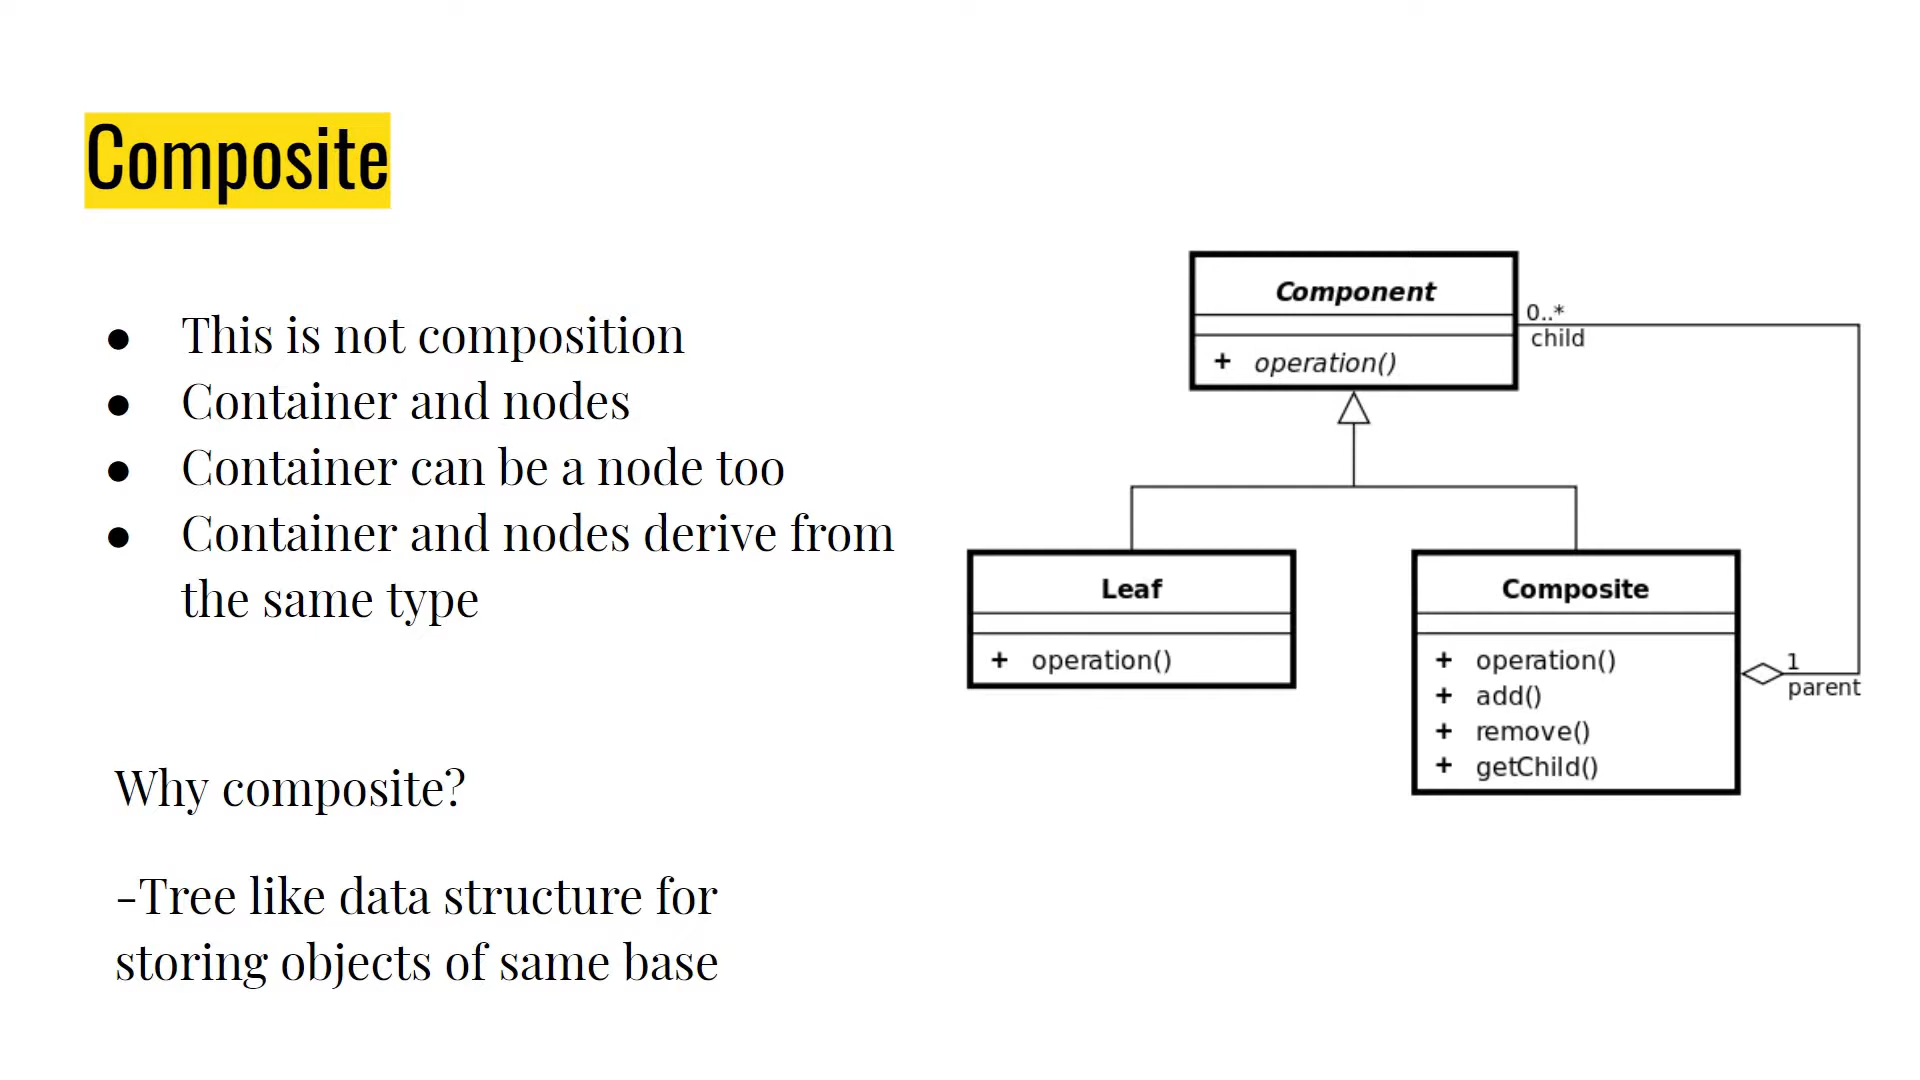 Composite
● This is not composition
● Container and nodes
● Container can be a node too
● Container and nodes derive from
the same type
Why composite?
-Tree like data structure for
storing objects of same base
Component
+ operation()
0..*
child
Leaf
+ operation()
Composite
+ operation()
+ add()
+ remove()
+ getChild()
1
parent